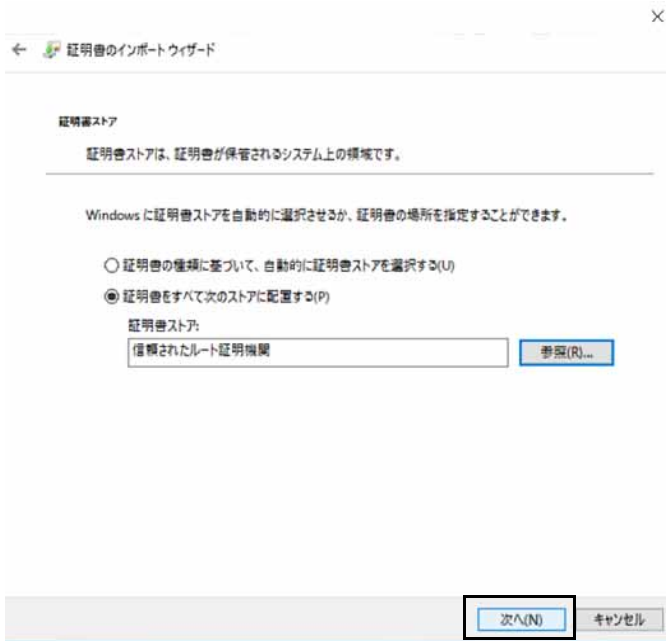 証明書のインポート ウィザード
証明書ストア
証明書ストアは、証明書が保管されるシステム上の領域です。
Windows に証明書ストアを自動的に選択させるか、証明書の場所を指定することができます。
証明書の種類に基づいて、自動的に証明書ストアを選択する(U)
証明書をすべて次のストアに配置する(P)
証明書ストア:
信頼されたルート証明機関
参照(R)...
次へ(N)
キャンセル